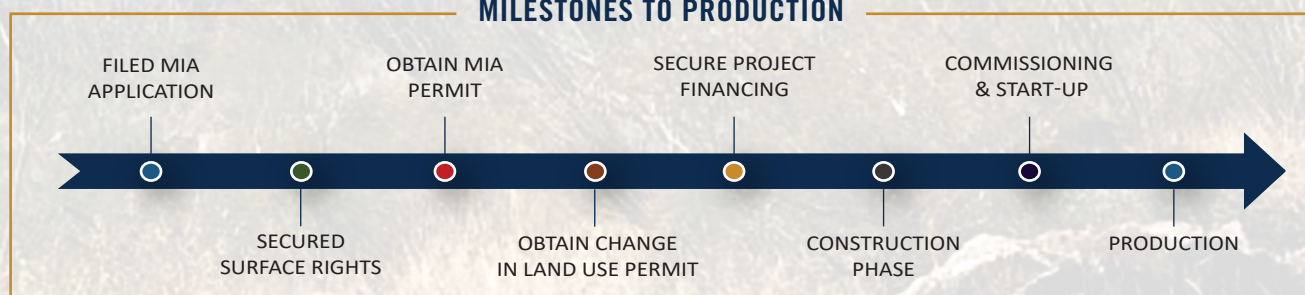 MILESTONES TO PRODUCTION
FILED MIA
APPLICATION
SECURED
SURFACE RIGHTS
OBTAIN MIA
PERMIT
OBTAIN CHANGE
IN LAND USE PERMIT
SECURE PROJECT
FINANCING
CONSTRUCTION
PHASE
COMMISSIONING
& START-UP
PRODUCTION